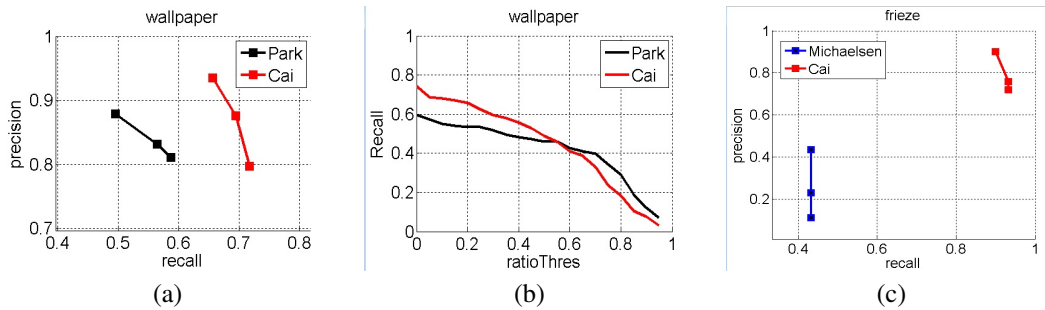 wallpaper
1
0.9
0.8
0.7
0.4 0.5 0.6 0.7 0.8
precision
recall
Park
Cai
(a)
wallpaper
1
0.8
0.6
0.4
0.2
0
0 0.2 0.4 0.6 0.8 1
Recall
ratioThres
Park
Cai
(b)
frieze
1
0.8
0.6
0.4
0.2
0.4 0.6 0.8 1
precision
recall
Michaelsen
Cai
(c)